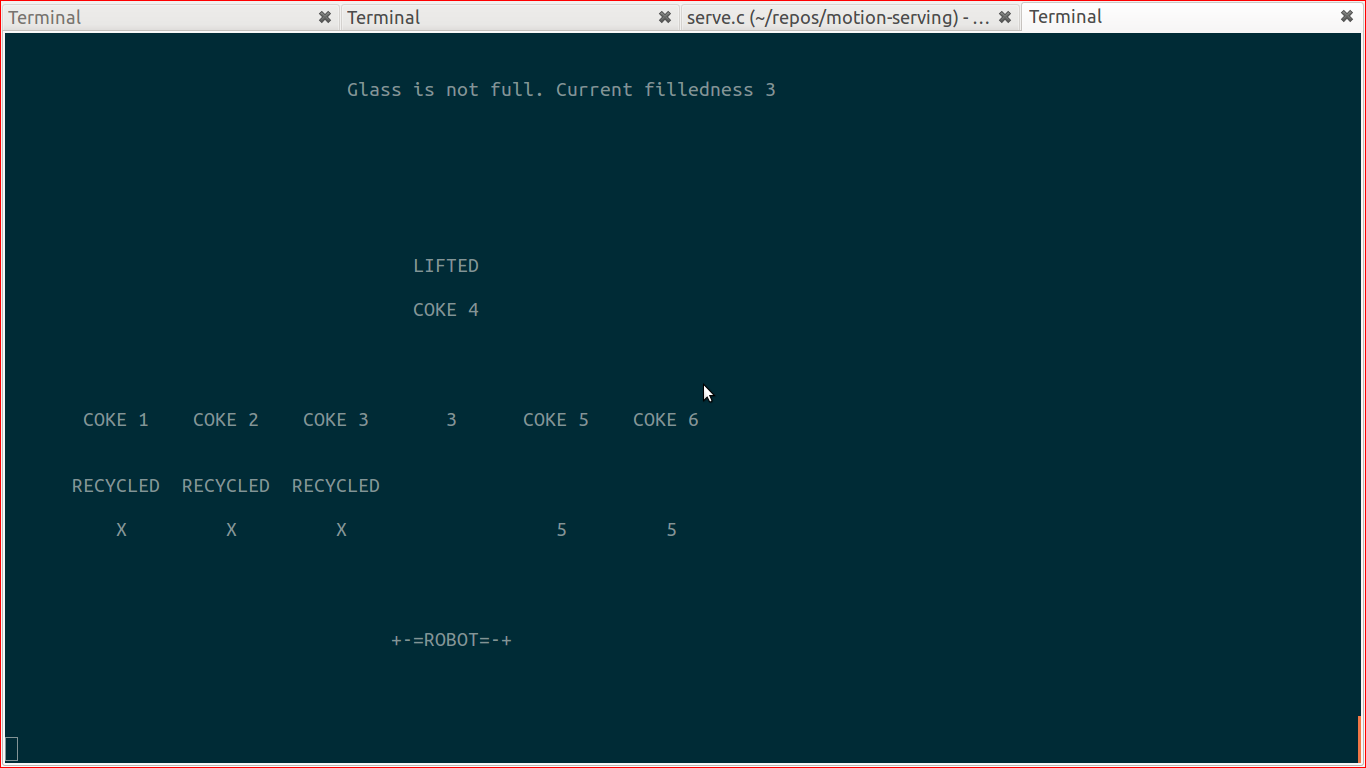 Terminal Terminal serve.c (~/repos/motion-serving) - ... Terminal
Glass is not full. Current filledness 3
LIFTED
COKE 4
COKE 1 COKE 2 COKE 3 3 COKE 5 COKE 6
RECYCLED RECYCLED RECYCLED
X X X 5 5
+-=ROBOT=-+